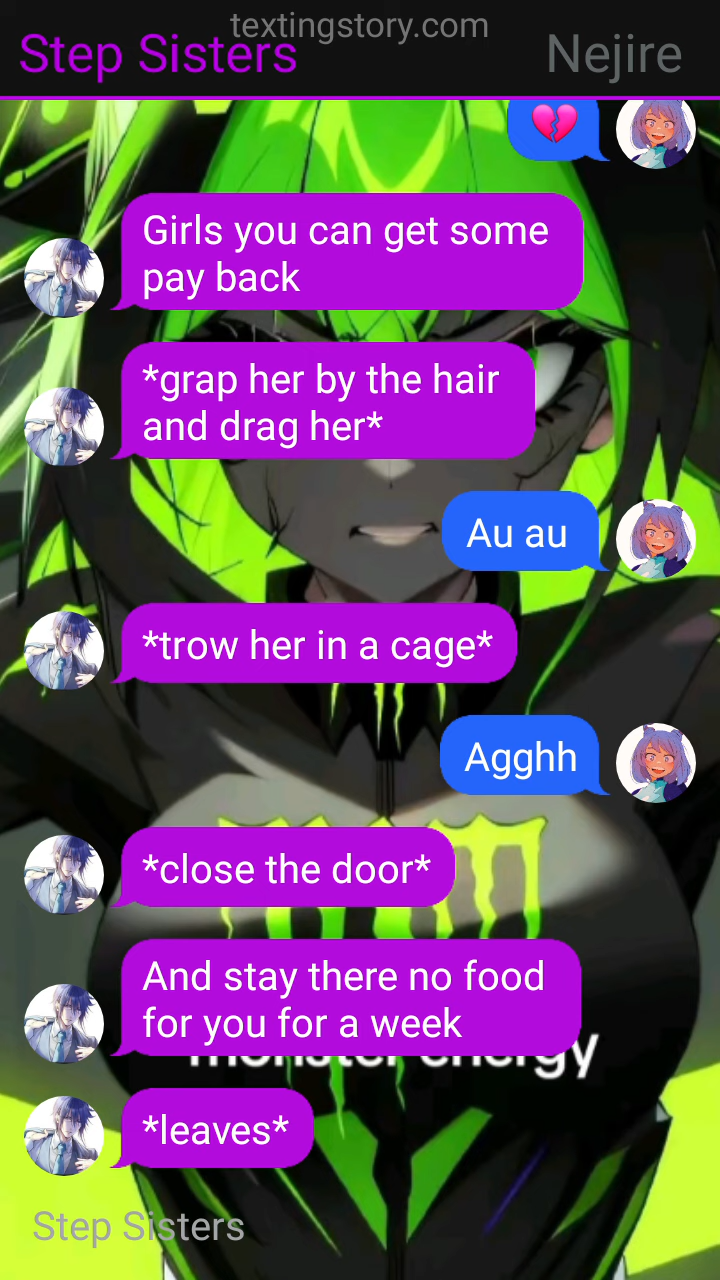 textingstory.com
Step Sisters
Nejire
Girls you can get some
pay back
*grap her by the hair
and drag her*
Au au
*trow her in a cage*
Agghh
*close the door*
And stay there no food
for you for a week
monster energy
*leaves*
Step Sisters